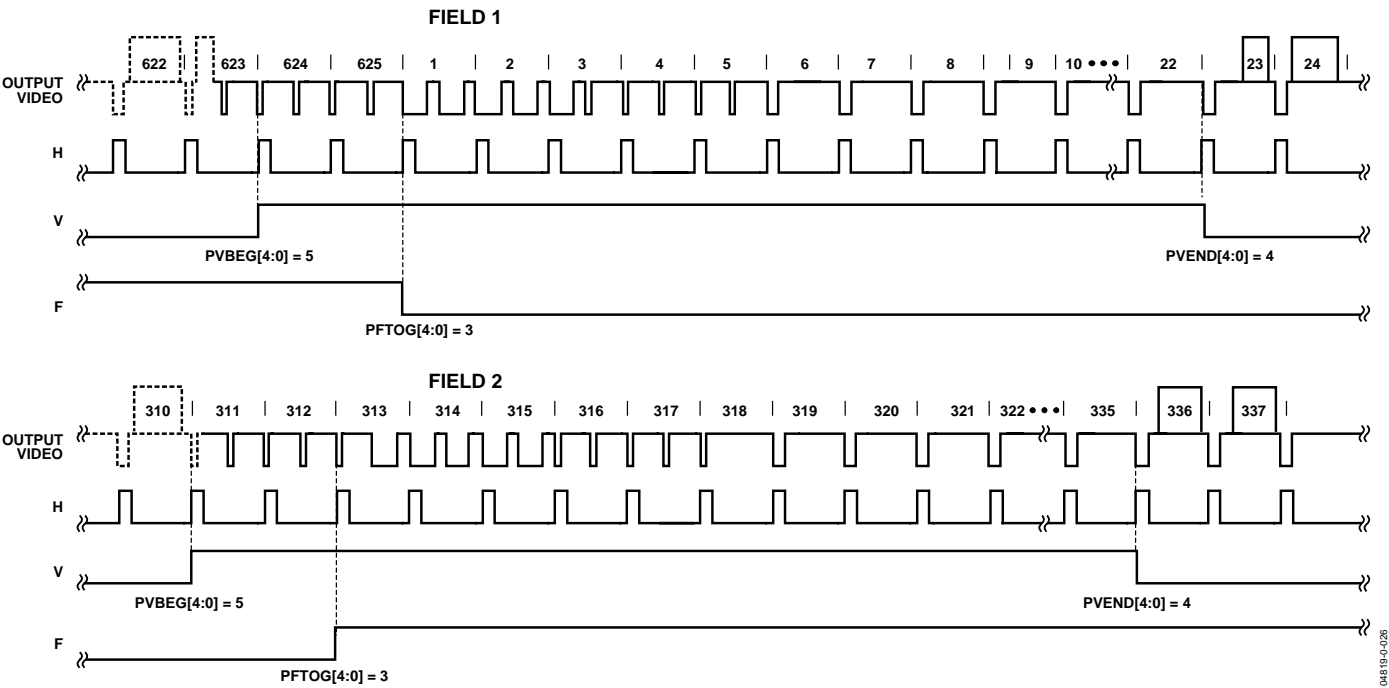 FIELD 1
622 623 624 625 1 2 3 4 5 6 7 8 9 10 ••• 22 23 24
OUTPUT
VIDEO
H
V
PVBEG[4:0] = 5
PVEND[4:0] = 4
F
PFTOG[4:0] = 3
FIELD 2
310 311 312 313 314 315 316 317 318 319 320 321 322 ••• 335 336 337
OUTPUT
VIDEO
H
V
PVBEG[4:0] = 5
PVEND[4:0] = 4
F
PFTOG[4:0] = 3
04819-0-026